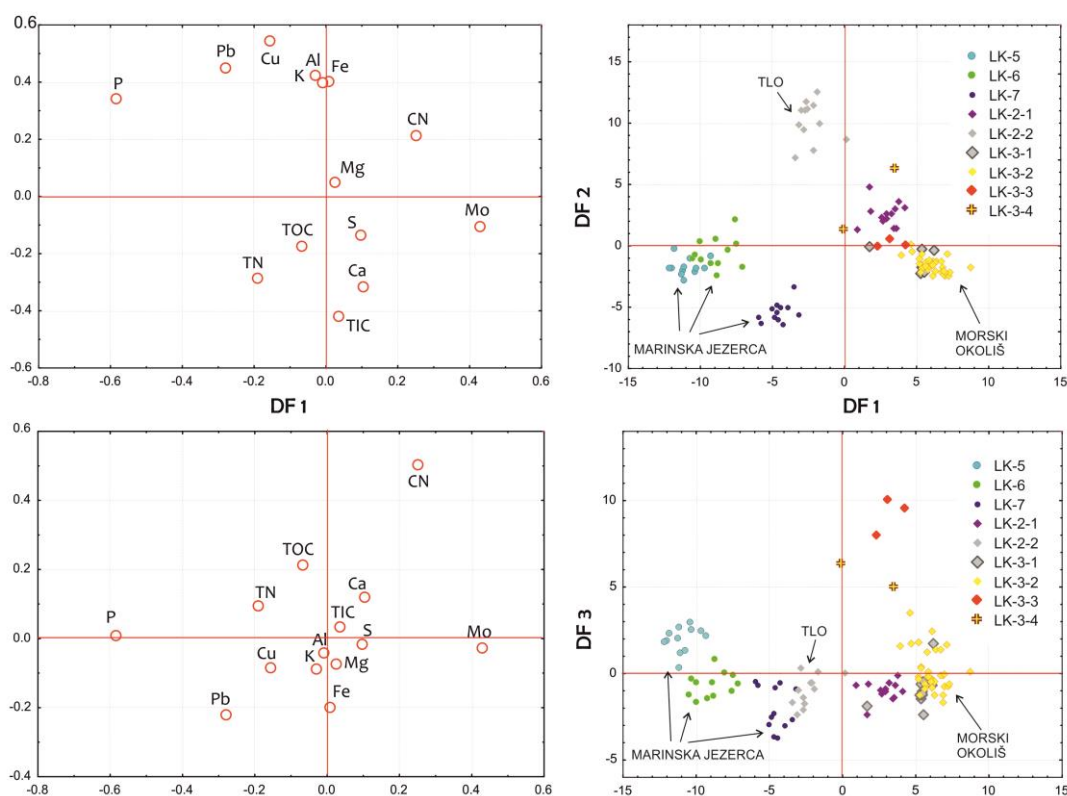 0.6
0.4
0.2
0.0
-0.2
-0.4
-0.6
-0.8 -0.6 -0.4 -0.2 0.0 0.2 0.4 0.6
DF 1
P
Pb
Cu
Al
K
Fe
CN
Mg
Mo
TOC
S
TN
Ca
TIC
15
10
5
0
-5
-10
-15 -10 -5 0 5 10 15
DF 1
DF 2
TLO
MARINSKA JEZERCA
MORSKI
OKOLIŠ
LK-5
LK-6
LK-7
LK-2-1
LK-2-2
LK-3-1
LK-3-2
LK-3-3
LK-3-4
0.6
0.4
0.2
0.0
-0.2
-0.4
-0.8 -0.6 -0.4 -0.2 0.0 0.2 0.4 0.6
CN
TOC
TN
Ca
TIC
P
S
Mo
Al
Cu
K
Mg
Fe
Pb
10
5
0
-5
-15 -10 -5 0 5 10 15
DF 3
TLO
MARINSKA JEZERCA
MORSKI
OKOLIŠ
LK-5
LK-6
LK-7
LK-2-1
LK-2-2
LK-3-1
LK-3-2
LK-3-3
LK-3-4